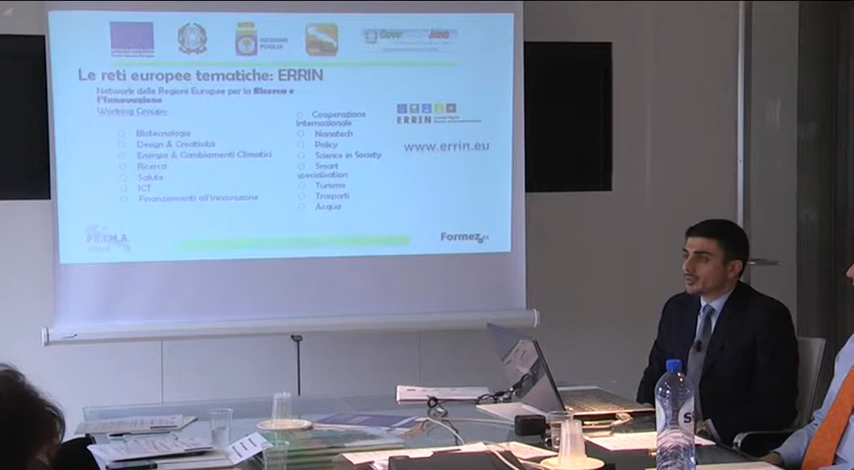 REGIONE
PUGLIA
Le reti europee tematiche: ERRIN
Network delle Regioni Europee per la Ricerca e
l'Innovazione
Working Groups
Biotecnologie
Design & Creatività
Energia & Cambiamenti Climatici
Ricerca
Salute
ICT
Finanziamenti all'innovazione
Cooperazione
Internazionale
Nanotech
Policy
Science in Society
Smart
specialisation
Turismo
Trasporti
Acqua
ERRIN
www.errin.eu
Formez